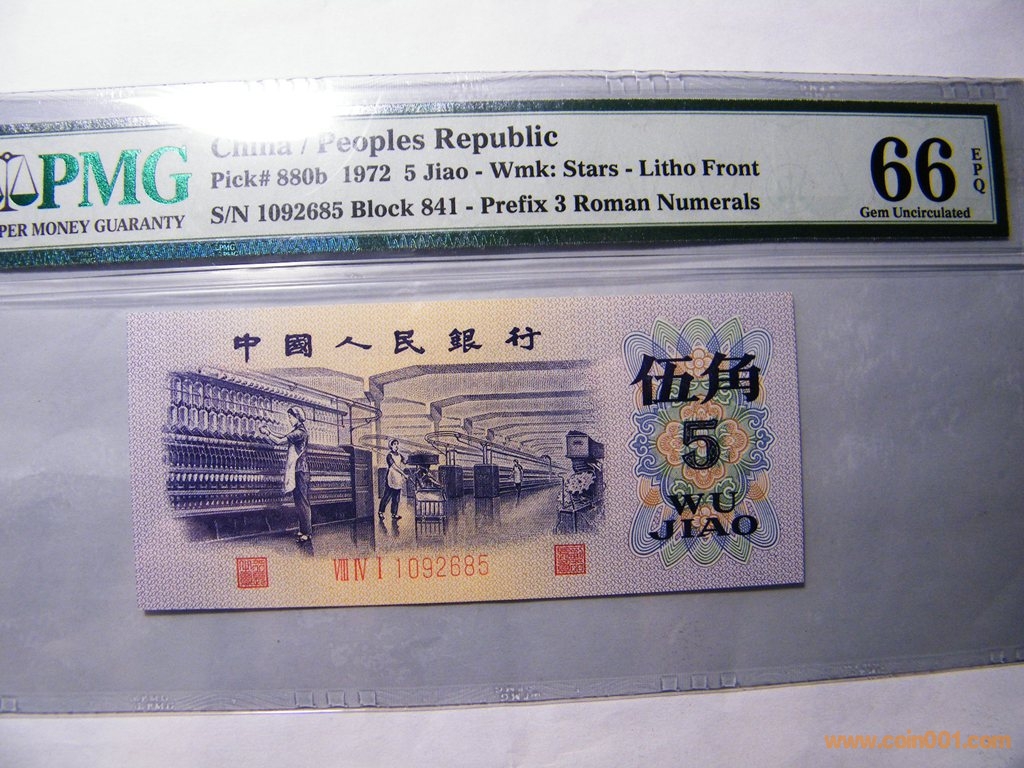 China / Peoples Republic
Pick# 880b 1972 5 Jiao - Wmk: Stars - Litho Front
S/N 1092685 Block 841 - Prefix 3 Roman Numerals
PMG
PER MONEY GUARANTY
PMG
66
EPQ
Gem Uncirculated
中國人民銀行
伍角
5
WU
JIAO
VIII IV I 1092685
www.coin001.com